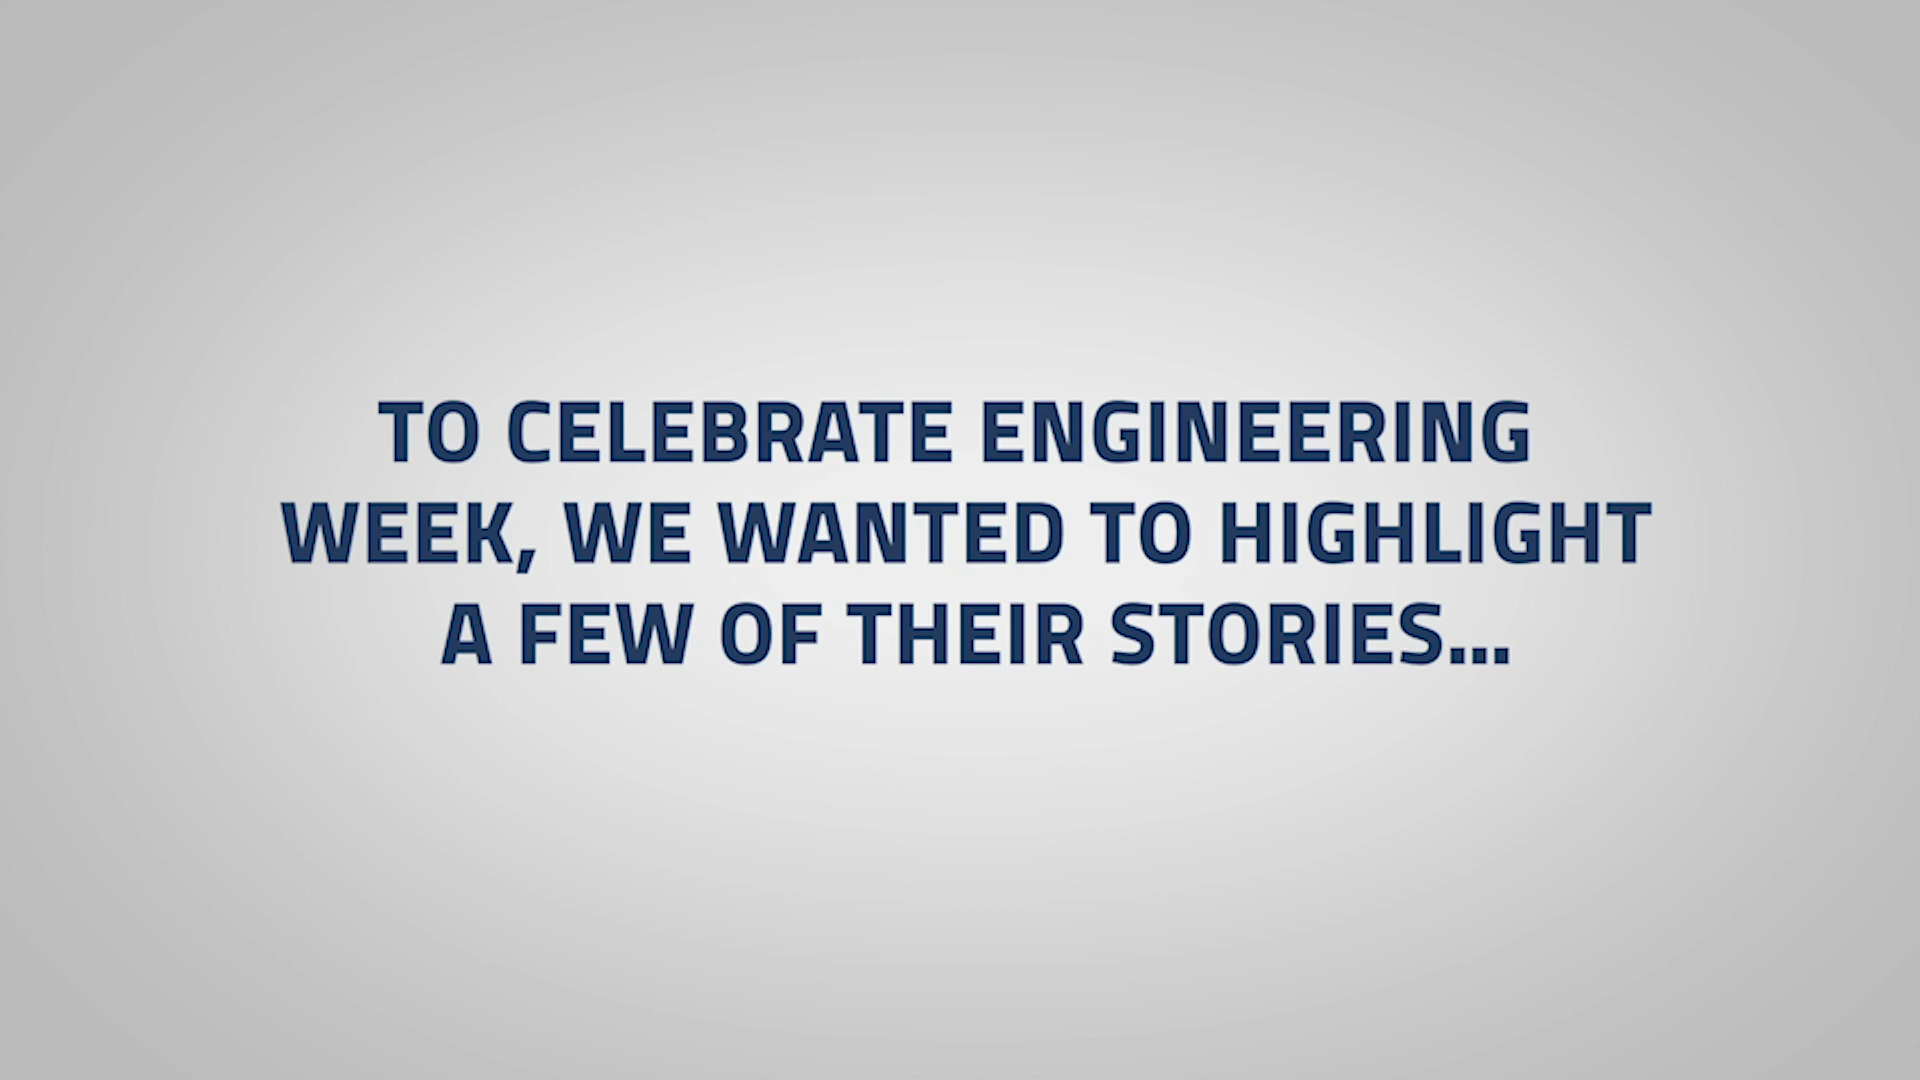 TO CELEBRATE ENGINEERING
WEEK, WE WANTED TO HIGHLIGHT
A FEW OF THEIR STORIES...